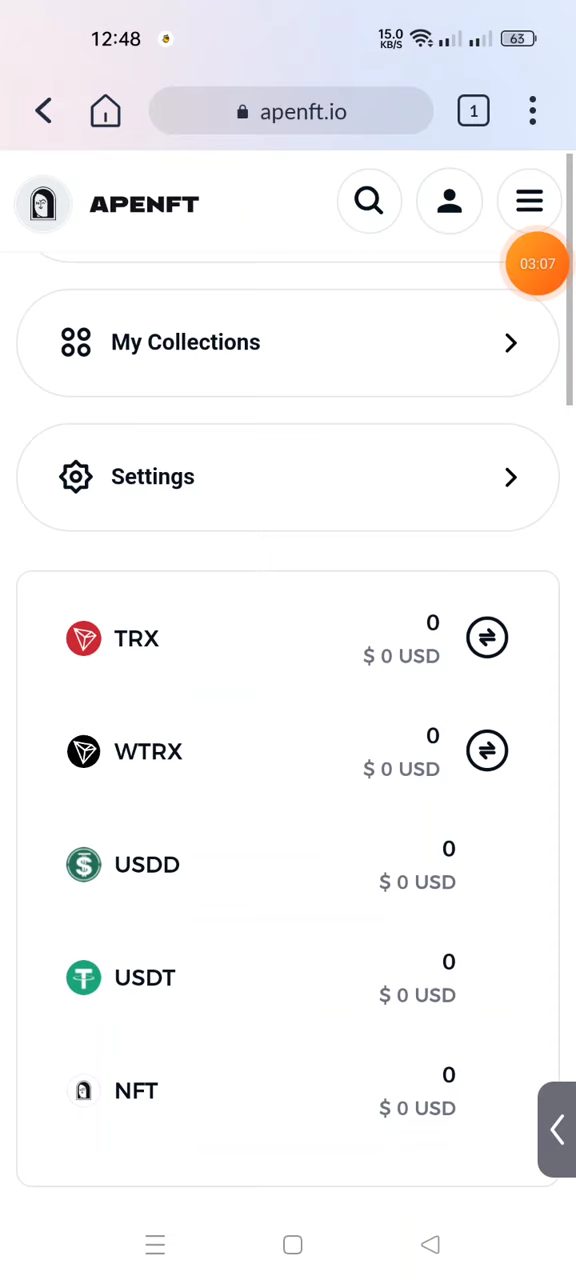 12:48
15.0
KB/S
63
apenft.io
1
APENFT
03:07
My Collections
Settings
TRX
0
$ 0 USD
WTRX
0
$ 0 USD
USDD
0
$ 0 USD
USDT
0
$ 0 USD
NFT
0
$ 0 USD